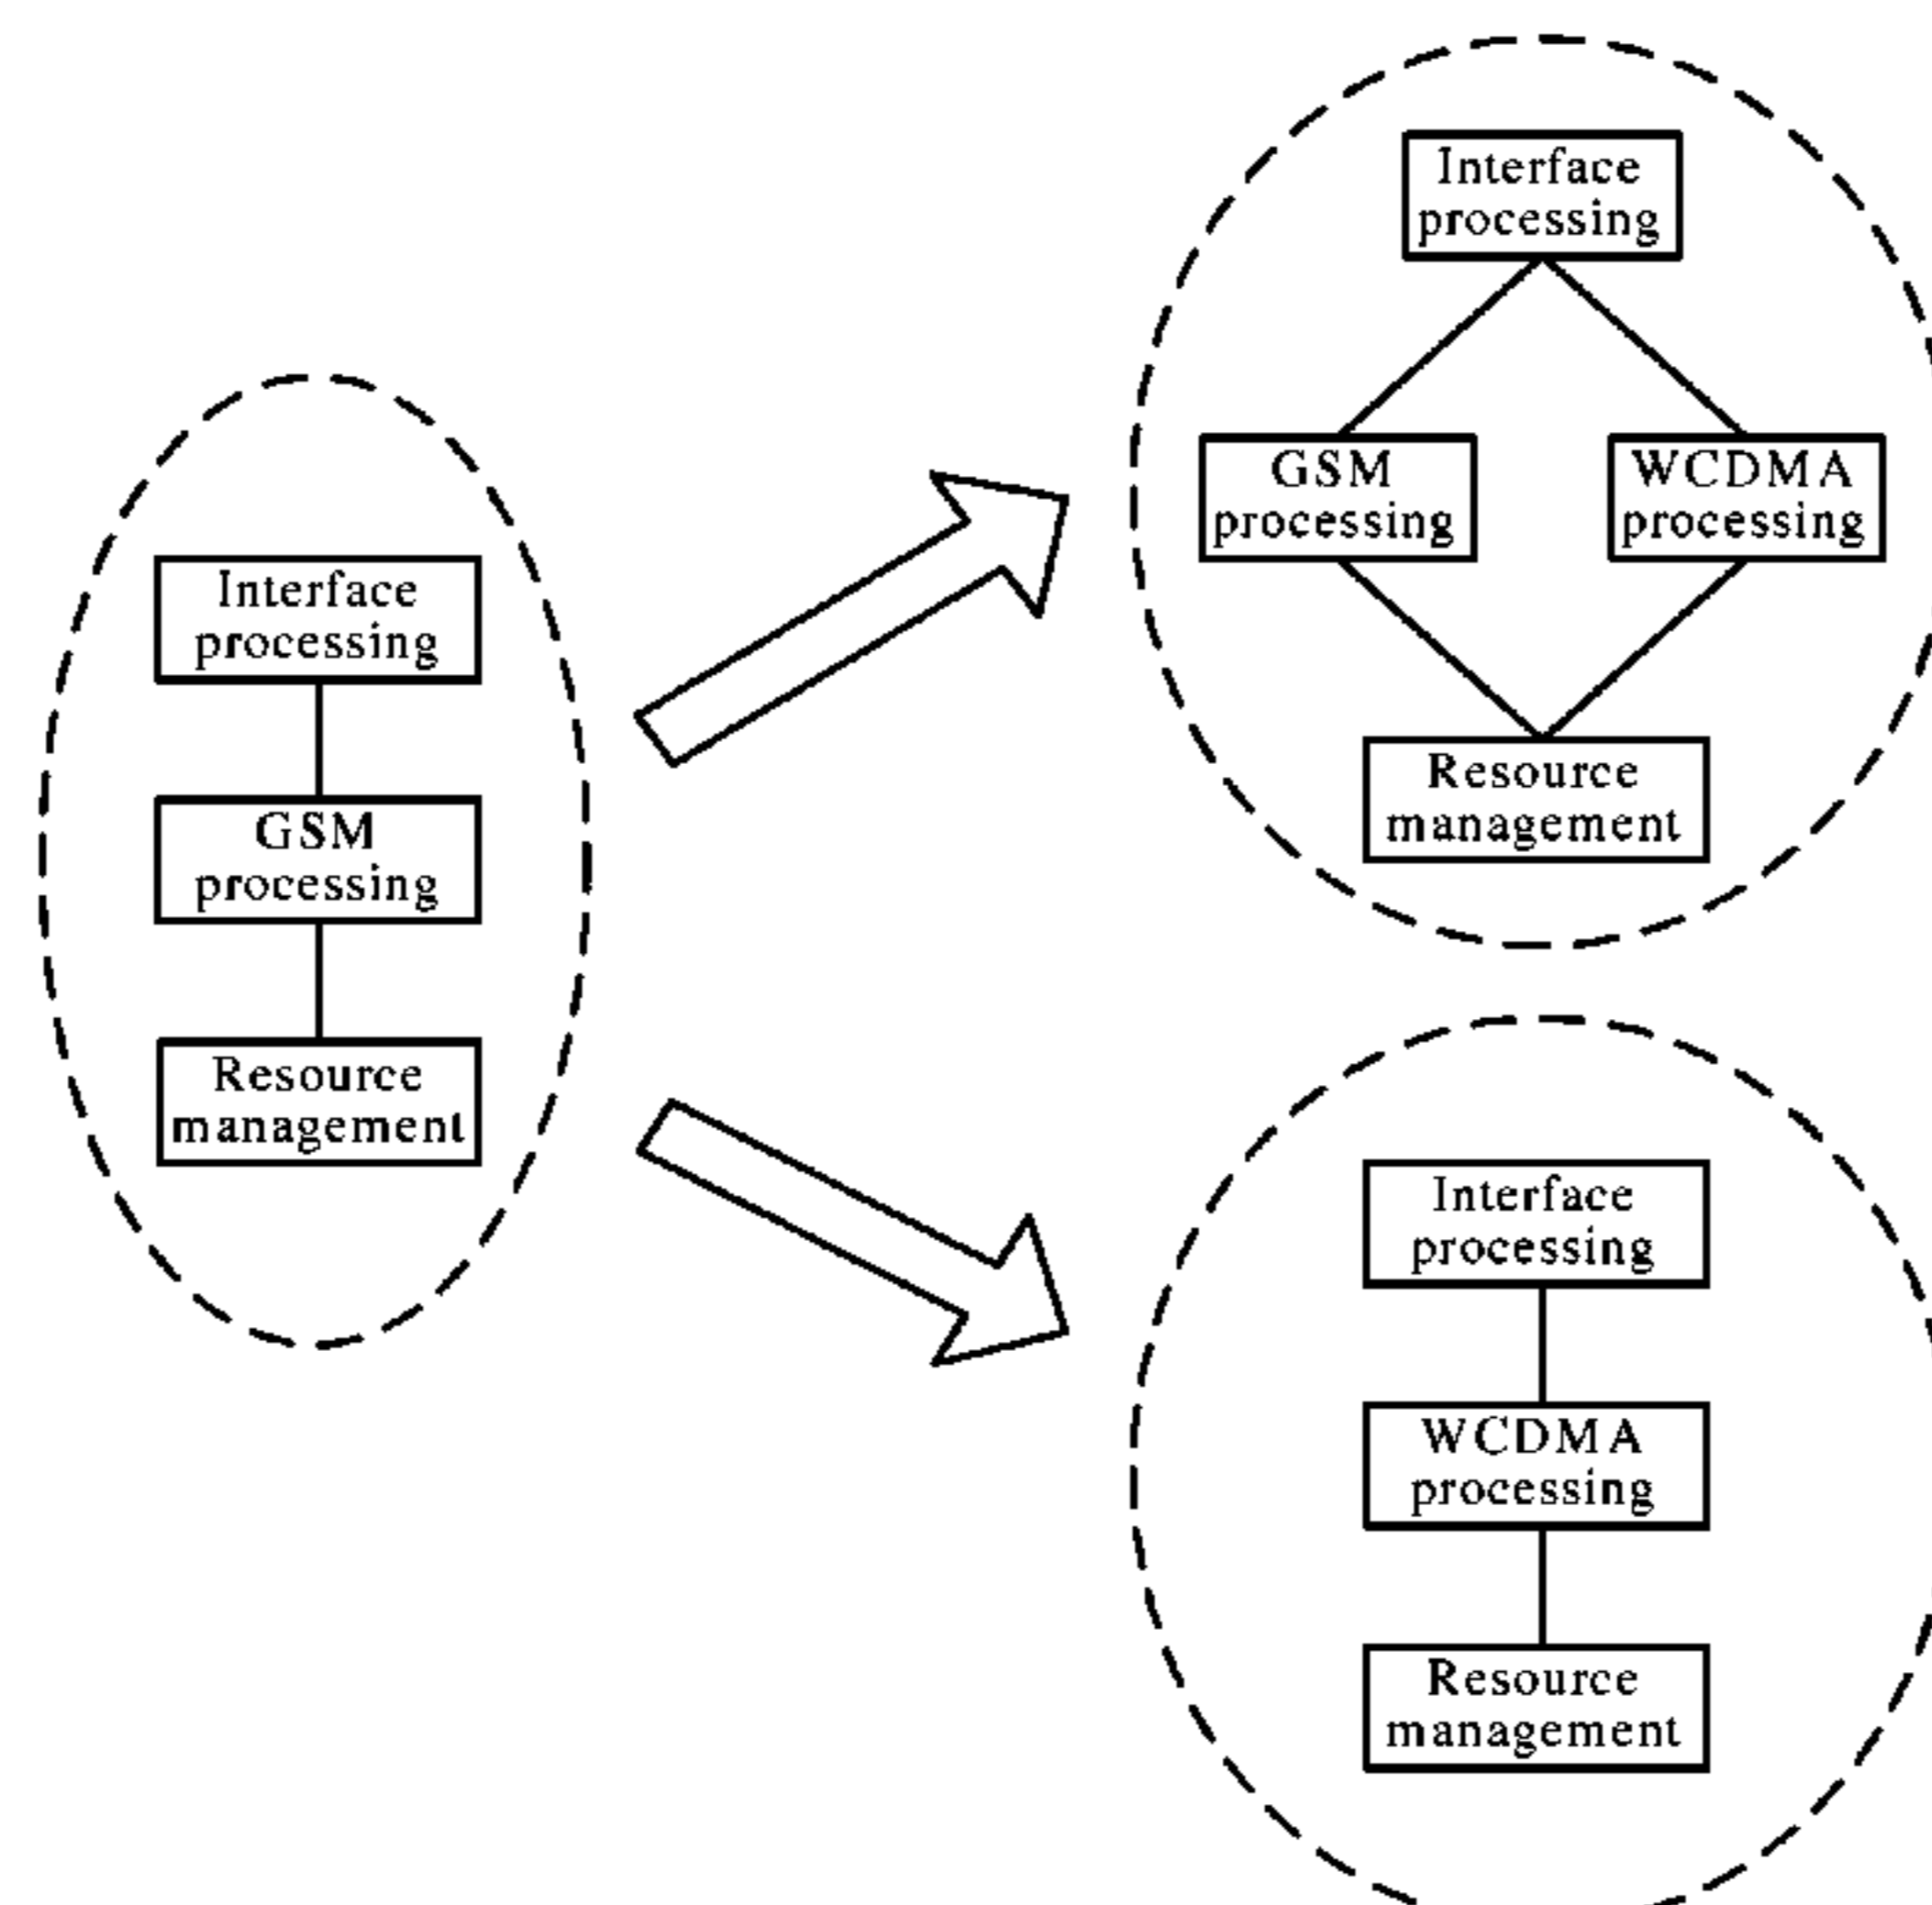 Interface
processing
GSM
processing
Resource
management
Interface
processing
GSM
processing
WCDMA
processing
Resource
management
Interface
processing
WCDMA
processing
Resource
management